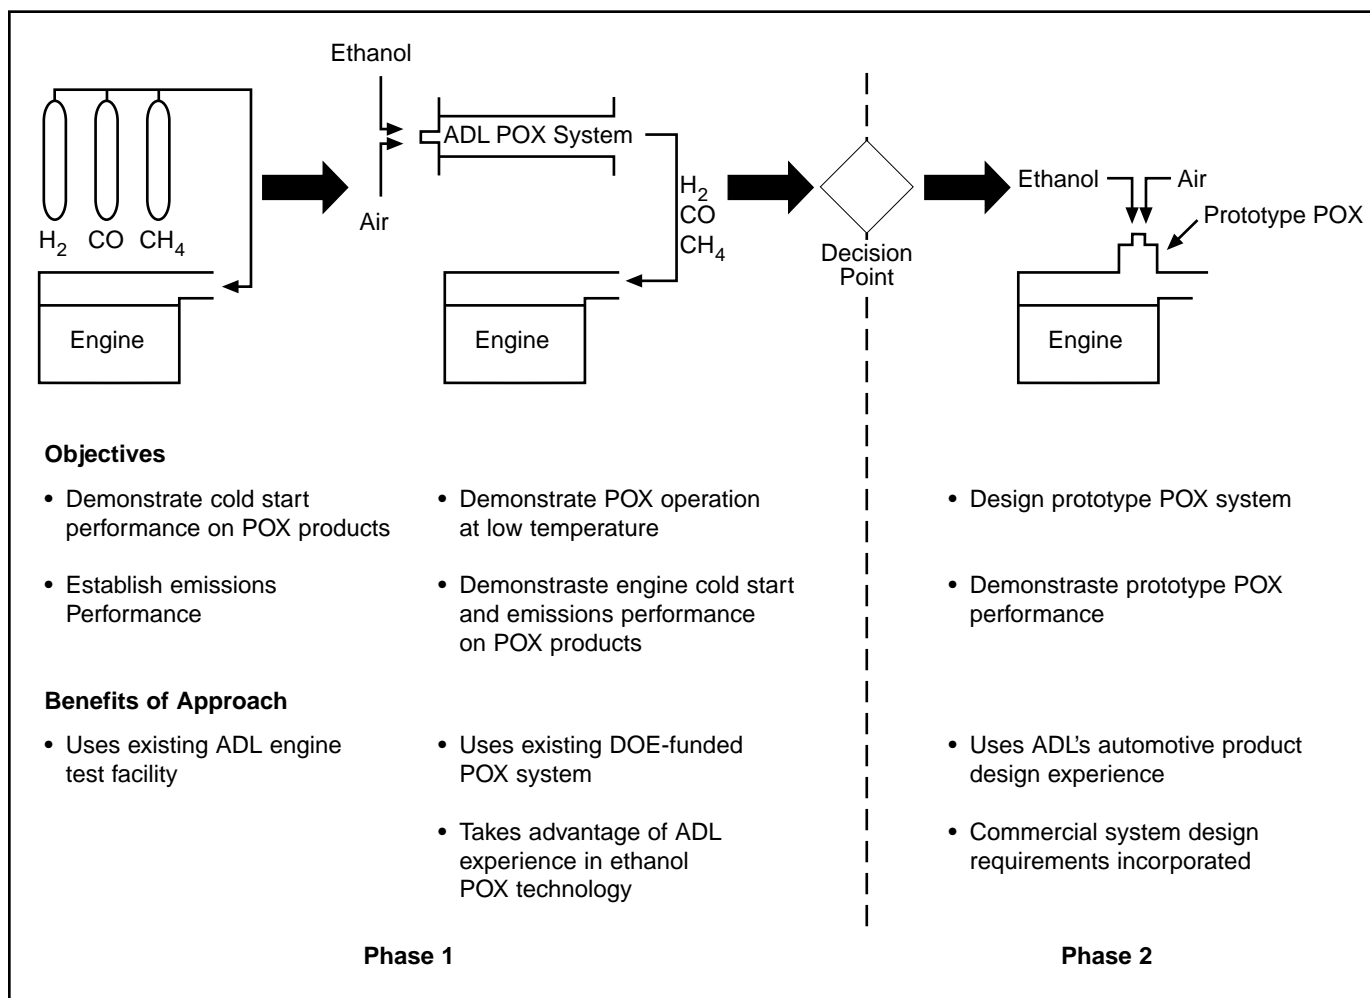 Ethanol
ADL POX System
Air
H2 CO CH4
Engine
H2
CO
CH4
Engine
Decision
Point
Ethanol
Air
Prototype POX
Engine
Objectives
• Demonstrate cold start
performance on POX products
• Establish emissions
Performance
• Demonstrate POX operation
at low temperature
• Demonstraste engine cold start
and emissions performance
on POX products
• Design prototype POX system
• Demonstraste prototype POX
performance
Benefits of Approach
• Uses existing ADL engine
test facility
• Uses existing DOE-funded
POX system
• Takes advantage of ADL
experience in ethanol
POX technology
• Uses ADL's automotive product
design experience
• Commercial system design
requirements incorporated
Phase 1
Phase 2